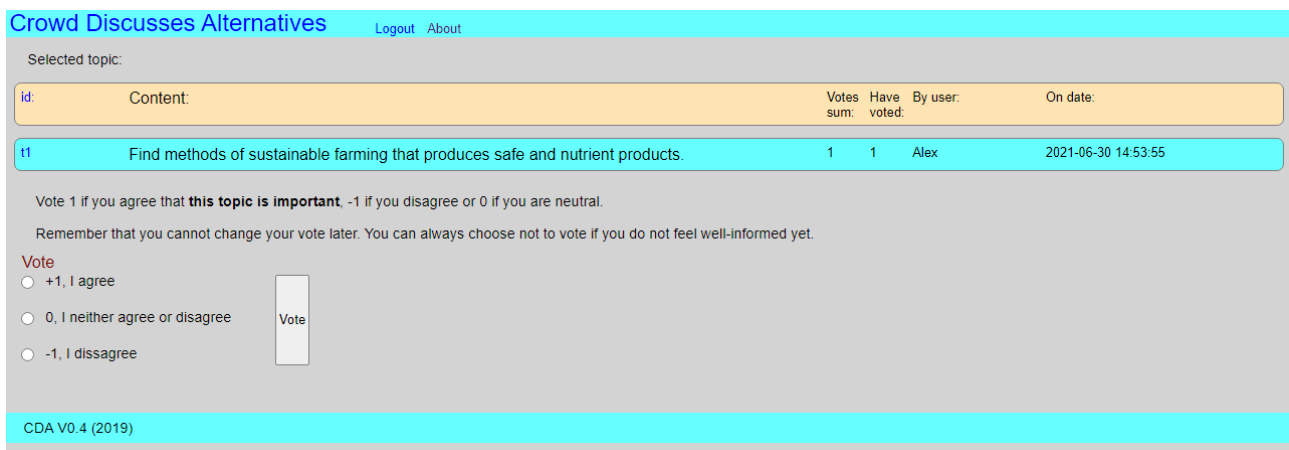 Crowd Discusses Alternatives Logout About
Selected topic:
id: Content: Votes sum: Have voted: By user: On date:
t1 Find methods of sustainable farming that produces safe and nutrient products. 1 1 Alex 2021-06-30 14:53:55
Vote 1 if you agree that this topic is important, -1 if you disagree or 0 if you are neutral.
Remember that you cannot change your vote later. You can always choose not to vote if you do not feel well-informed yet.
Vote
+1, I agree
0, I neither agree or disagree
Vote
-1, I dissagree
CDA V0.4 (2019)